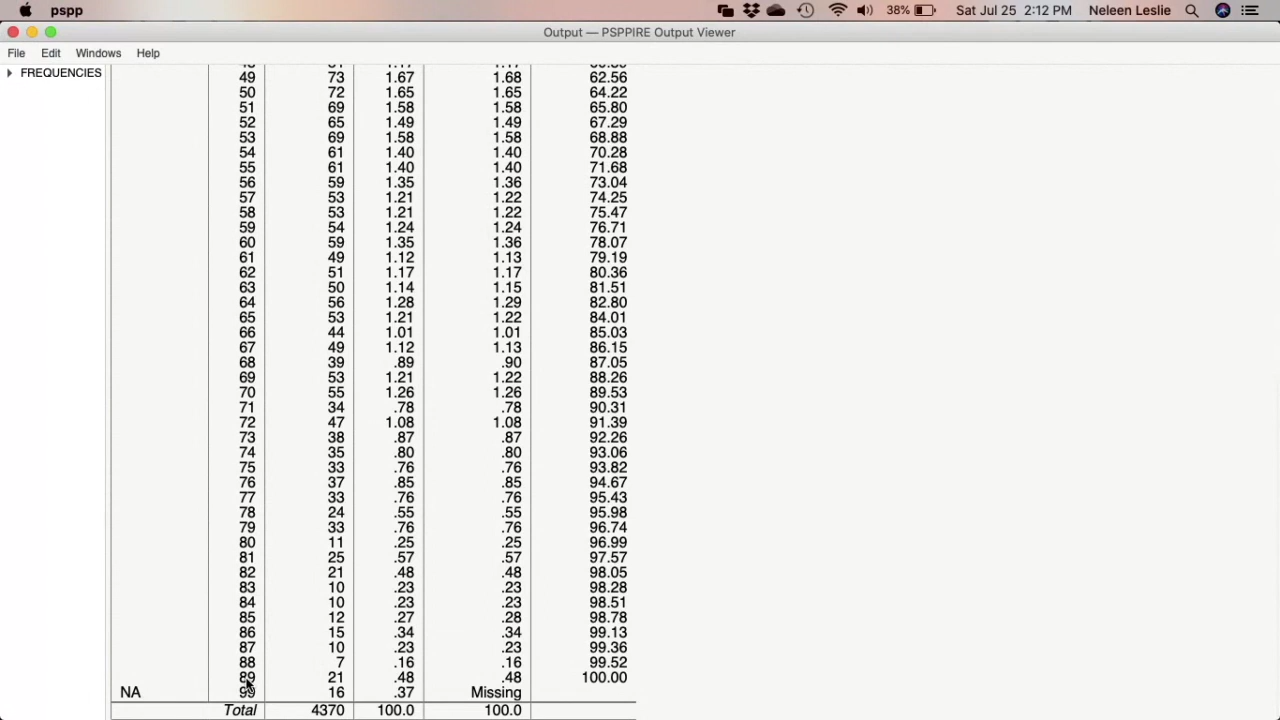 pspp 38% Sat Jul 25 2:12 PM Neleen Leslie
Output — PSPPIRE Output Viewer
File Edit Windows Help
FREQUENCIES
49 73 1.67 1.68 62.56
50 72 1.65 1.65 64.22
51 69 1.58 1.58 65.80
52 65 1.49 1.49 67.29
53 69 1.58 1.58 68.88
54 61 1.40 1.40 70.28
55 61 1.40 1.40 71.68
56 59 1.35 1.36 73.04
57 53 1.21 1.22 74.25
58 53 1.21 1.22 75.47
59 54 1.24 1.24 76.71
60 59 1.35 1.36 78.07
61 49 1.12 1.13 79.19
62 51 1.17 1.17 80.36
63 50 1.14 1.15 81.51
64 56 1.28 1.29 82.80
65 53 1.21 1.22 84.01
66 44 1.01 1.01 85.03
67 49 1.12 1.13 86.15
68 39 .89 .90 87.05
69 53 1.21 1.22 88.26
70 55 1.26 1.26 89.53
71 34 .78 .78 90.31
72 47 1.08 1.08 91.39
73 38 .87 .87 92.26
74 35 .80 .80 93.06
75 33 .76 .76 93.82
76 37 .85 .85 94.67
77 33 .76 .76 95.43
78 24 .55 .55 95.98
79 33 .76 .76 96.74
80 11 .25 .25 96.99
81 25 .57 .57 97.57
82 21 .48 .48 98.05
83 10 .23 .23 98.28
84 10 .23 .23 98.51
85 12 .27 .28 98.78
86 15 .34 .34 99.13
87 10 .23 .23 99.36
88 7 .16 .16 99.52
89 21 .48 .48 100.00
NA 99 16 .37 Missing
Total 4370 100.0 100.0